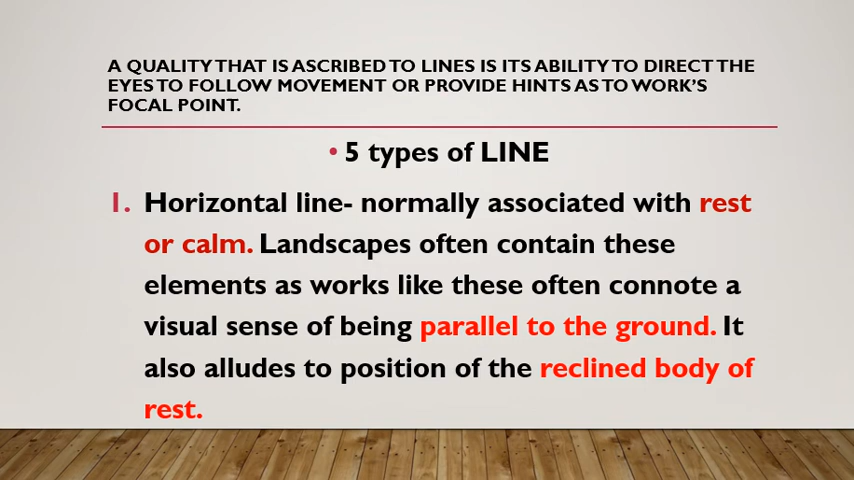 A QUALITY THAT IS ASCRIBED TO LINES IS ITS ABILITY TO DIRECT THE
EYES TO FOLLOW MOVEMENT OR PROVIDE HINTS AS TO WORK'S
FOCAL POINT.
• 5 types of LINE
1. Horizontal line- normally associated with rest
or calm. Landscapes often contain these
elements as works like these often connote a
visual sense of being parallel to the ground. It
also alludes to position of the reclined body of
rest.